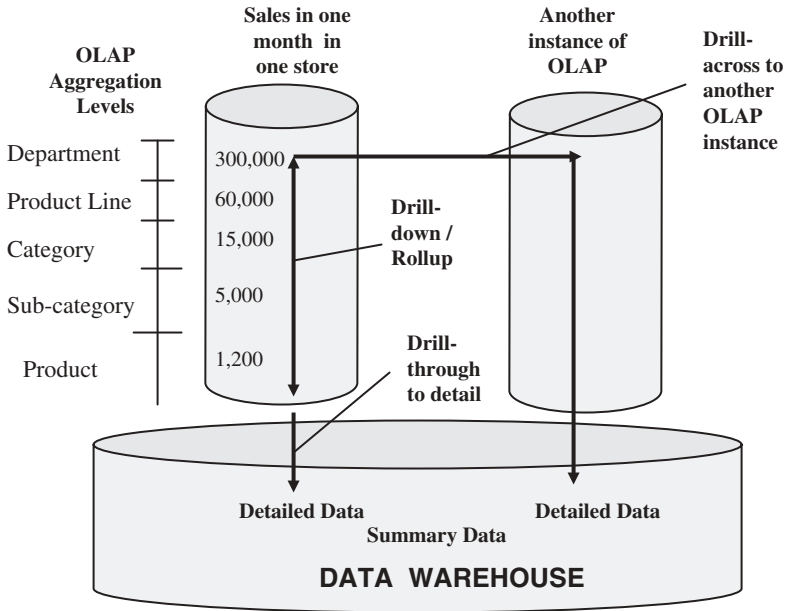 OLAP
Aggregation
Levels
Sales in one
month in
one store
Another
instance of
OLAP
Drill-
across to
another
OLAP
instance
Department
Product Line
Category
Sub-category
Product
300,000
60,000
15,000
5,000
1,200
Drill-
down /
Rollup
Drill-
through
to detail
Detailed Data
Detailed Data
Summary Data
DATA WAREHOUSE